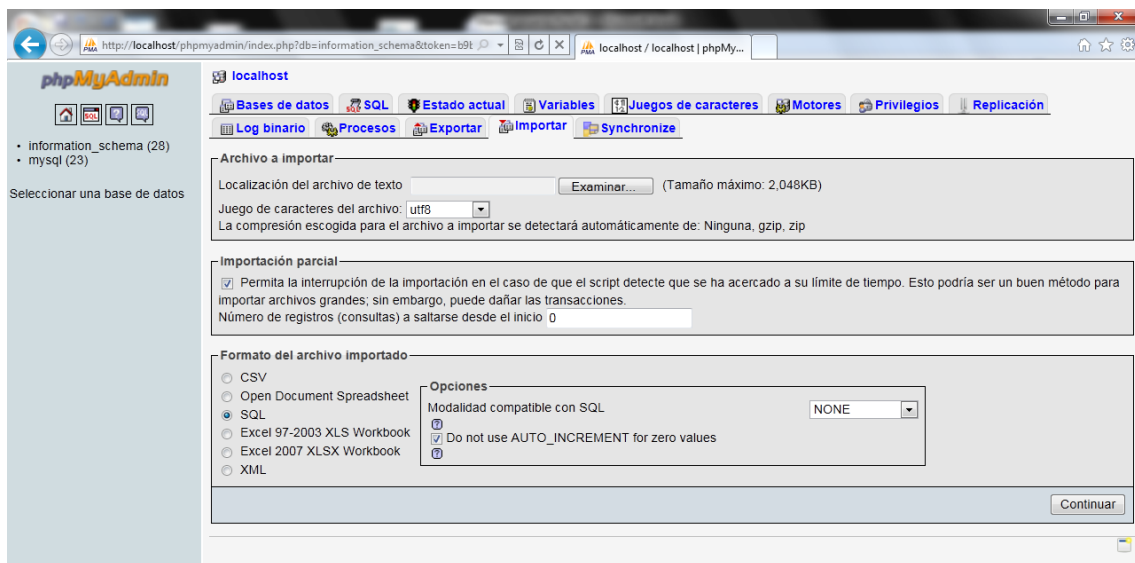 http://localhost/phpmyadmin/index.php?db=information_schema&token=b9t
localhost / localhost | phpMy...
phpMyAdmin
SQL
information_schema (28)
mysql (23)
Seleccionar una base de datos
localhost
Bases de datos SQL Estado actual Variables Juegos de caracteres Motores Privilegios Replicación
Log binario Procesos Exportar Importar Synchronize
Archivo a importar
Localización del archivo de texto Examinar... (Tamaño máximo: 2,048KB)
Juego de caracteres del archivo: utf8
La compresión escogida para el archivo a importar se detectará automáticamente de: Ninguna, gzip, zip
Importación parcial
Permita la interrupción de la importación en el caso de que el script detecte que se ha acercado a su límite de tiempo. Esto podría ser un buen método para
importar archivos grandes; sin embargo, puede dañar las transacciones.
Número de registros (consultas) a saltarse desde el inicio 0
Formato del archivo importado
CSV
Open Document Spreadsheet
SQL
Excel 97-2003 XLS Workbook
Excel 2007 XLSX Workbook
XML
Opciones
Modalidad compatible con SQL NONE
Do not use AUTO_INCREMENT for zero values
Continuar